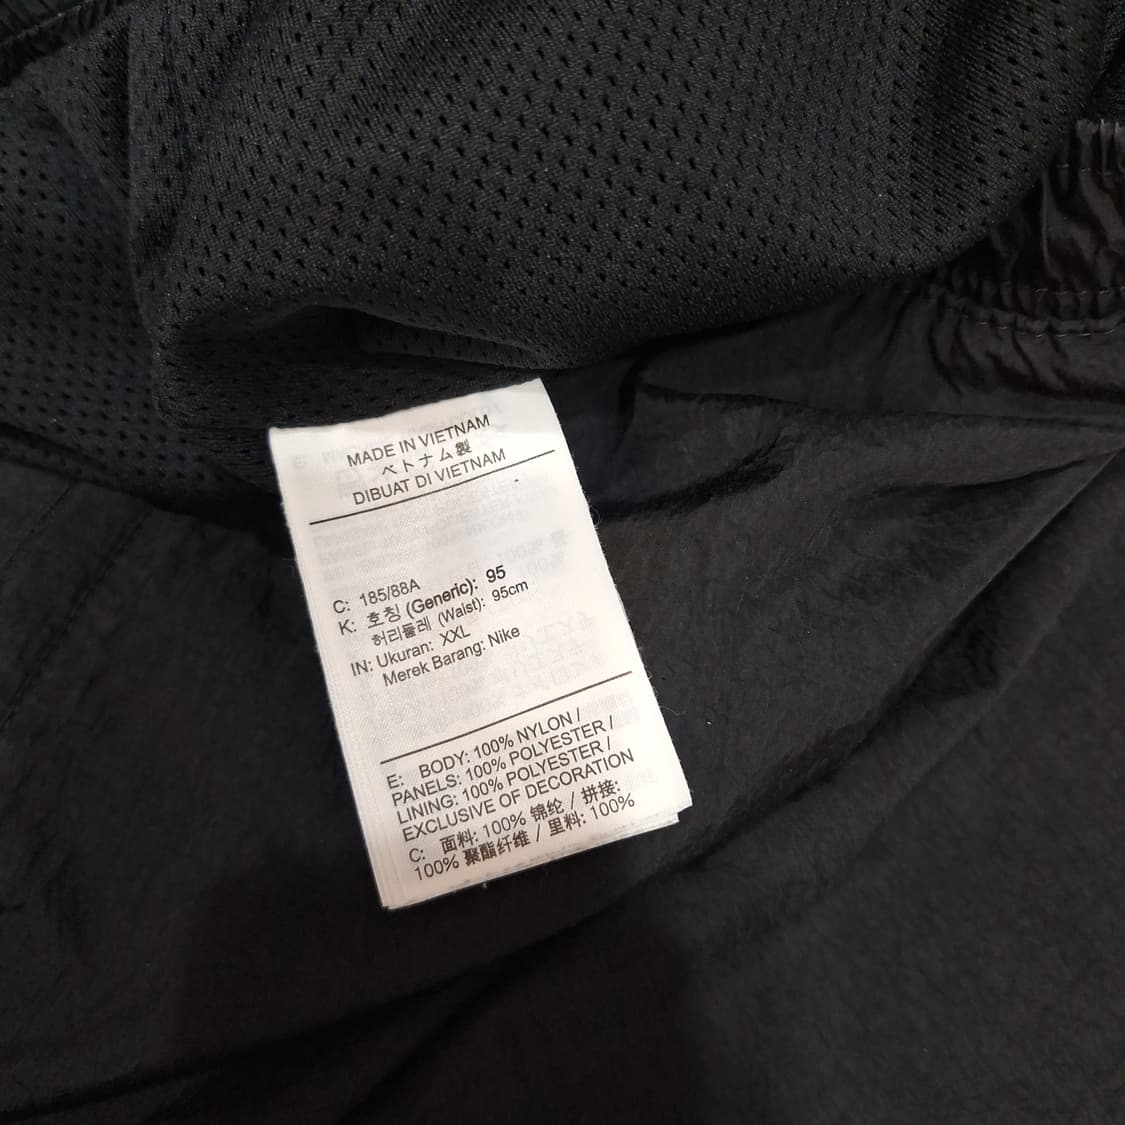 MADE IN VIETNAM
ベトナム製
DIBUAT DI VIETNAM
C: 185/88A
K: 호칭 (Generic): 95
허리둘레 (Waist): 95cm
IN: Ukuran: XXL
Merek Barang: Nike
E: BODY: 100% NYLON /
PANELS: 100% POLYESTER /
LINING: 100% POLYESTER /
EXCLUSIVE OF DECORATION
C: 面料: 100% 锦纶 / 拼接:
100% 聚酯纤维 / 里料: 100%